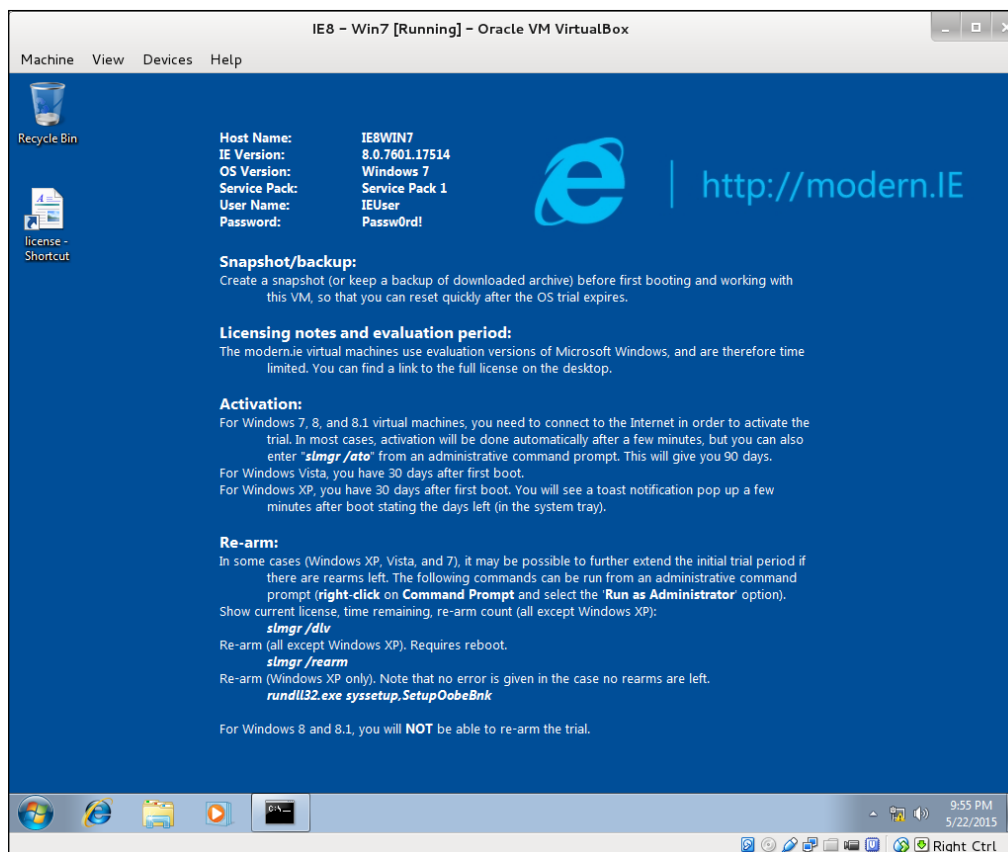 IE8 – Win7 [Running] – Oracle VM VirtualBox
Machine View Devices Help
Recycle Bin
license -
Shortcut
Host Name: IE8WIN7
IE Version: 8.0.7601.17514
OS Version: Windows 7
Service Pack: Service Pack 1
User Name: IEUser
Password: Passw0rd!
http://modern.IE
Snapshot/backup:
Create a snapshot (or keep a backup of downloaded archive) before first booting and working with
this VM, so that you can reset quickly after the OS trial expires.
Licensing notes and evaluation period:
The modern.ie virtual machines use evaluation versions of Microsoft Windows, and are therefore time
limited. You can find a link to the full license on the desktop.
Activation:
For Windows 7, 8, and 8.1 virtual machines, you need to connect to the Internet in order to activate the
trial. In most cases, activation will be done automatically after a few minutes, but you can also
enter "slmgr /ato" from an administrative command prompt. This will give you 90 days.
For Windows Vista, you have 30 days after first boot.
For Windows XP, you have 30 days after first boot. You will see a toast notification pop up a few
minutes after boot stating the days left (in the system tray).
Re-arm:
In some cases (Windows XP, Vista, and 7), it may be possible to further extend the initial trial period if
there are rearms left. The following commands can be run from an administrative command
prompt (right-click on Command Prompt and select the 'Run as Administrator' option).
Show current license, time remaining, re-arm count (all except Windows XP):
slmgr /dlv
Re-arm (all except Windows XP). Requires reboot.
slmgr /rearm
Re-arm (Windows XP only). Note that no error is given in the case no rearms are left.
rundll32.exe syssetup,SetupOobeBnk
For Windows 8 and 8.1, you will NOT be able to re-arm the trial.
C:\_
9:55 PM
5/22/2015
Right Ctrl